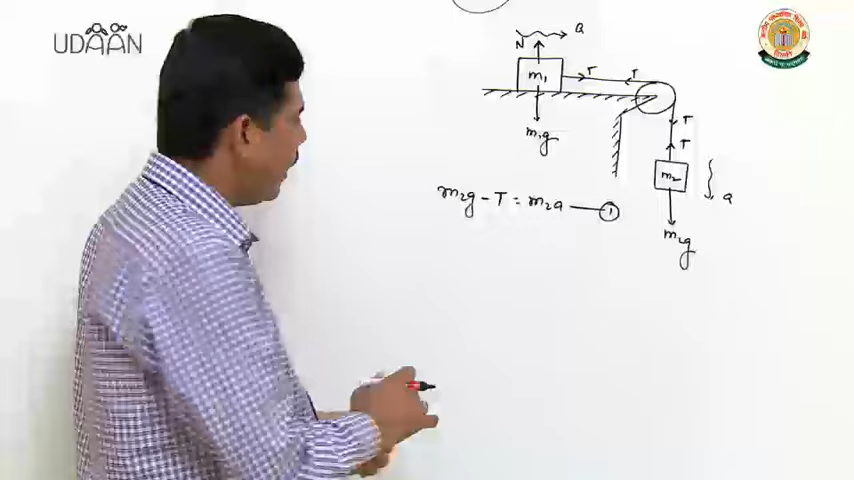 UDAAN
a
N
m₁
T
T
m₁g
T
T
m₂
a
m₂g
m₂g - T = m₂a — 1